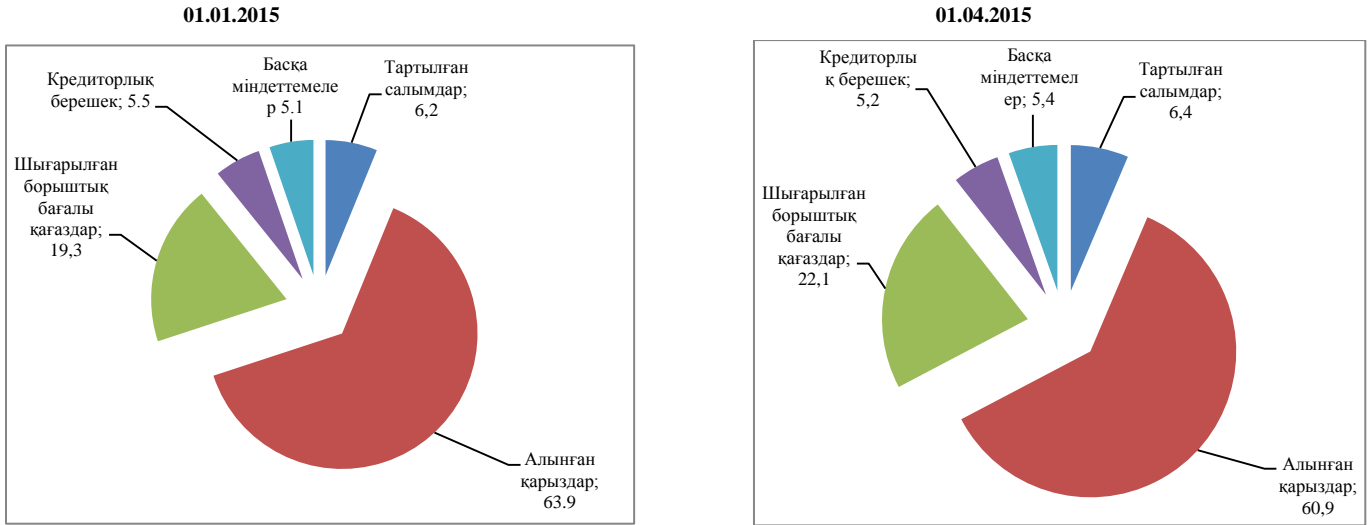 01.01.2015
Кредиторлық
берешек; 5.5
Басқа
міндеттемеле
р 5.1
Тартылған
салымдар;
6,2
Шығарылған
борыштық
бағалы
қағаздар;
19,3
Алынған
қарыздар;
63.9
01.04.2015
Кредиторлы
қ берешек;
5,2
Басқа
міндеттемел
ер; 5,4
Тартылған
салымдар;
6,4
Шығарылған
борыштық
бағалы
қағаздар;
22,1
Алынған
қарыздар;
60,9